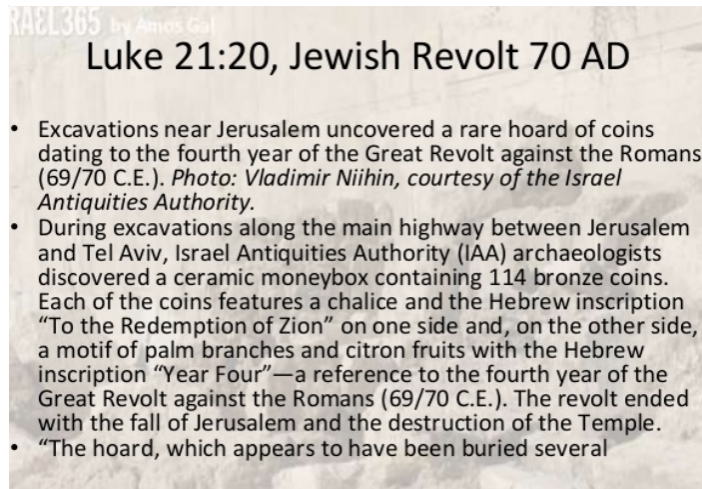 RAEL365 by Amos Gal
Luke 21:20, Jewish Revolt 70 AD
• Excavations near Jerusalem uncovered a rare hoard of coins
dating to the fourth year of the Great Revolt against the Romans
(69/70 C.E.). Photo: Vladimir Niihin, courtesy of the Israel
Antiquities Authority.
• During excavations along the main highway between Jerusalem
and Tel Aviv, Israel Antiquities Authority (IAA) archaeologists
discovered a ceramic moneybox containing 114 bronze coins.
Each of the coins features a chalice and the Hebrew inscription
“To the Redemption of Zion” on one side and, on the other side,
a motif of palm branches and citron fruits with the Hebrew
inscription “Year Four”—a reference to the fourth year of the
Great Revolt against the Romans (69/70 C.E.). The revolt ended
with the fall of Jerusalem and the destruction of the Temple.
• “The hoard, which appears to have been buried several